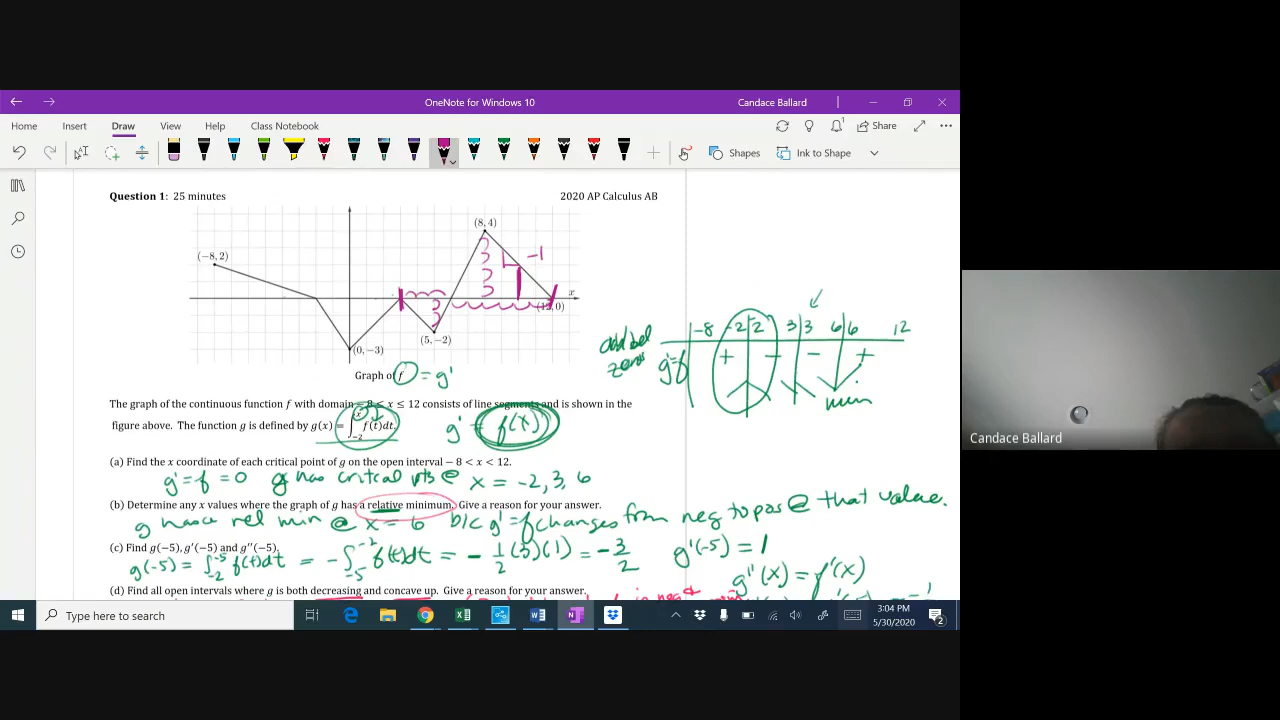 OneNote for Windows 10
Candace Ballard
Home Insert Draw View Help Class Notebook
Share
Shapes
Ink to Shape
Question 1: 25 minutes
2020 AP Calculus AB
(8, 4)
(−8, 2)
−1
x
(12, 0)
(5, −2)
(0, −3)
Graph of f = g'
−8 −2 2 3 3 6 6 12
g'=f + − − +
min
The graph of the continuous function f with domain − 8 ≤ x ≤ 12 consists of line segments and is shown in the
figure above. The function g is defined by g(x) = ∫_{−2}^{x} f(t)dt.
g' = f(x)
(a) Find the x coordinate of each critical point of g on the open interval − 8 < x < 12.
g'=f=0 g has critical pts @ x = −2, 3, 6
(b) Determine any x values where the graph of g has a relative minimum. Give a reason for your answer.
g has a rel min @ x = 6 b/c g'=f changes from neg to pos @ that value.
(c) Find g(−5), g′(−5) and g″(−5).
g(−5) = ∫_{−2}^{−5} f(t)dt = −∫_{−5}^{−2} f(t)dt = −1/2(3)(1) = −3/2
g'(−5) = 1
g''(x) = f'(x)
(d) Find all open intervals where g is both decreasing and concave up. Give a reason for your answer.
Type here to search
3:04 PM
5/30/2020
2
Candace Ballard